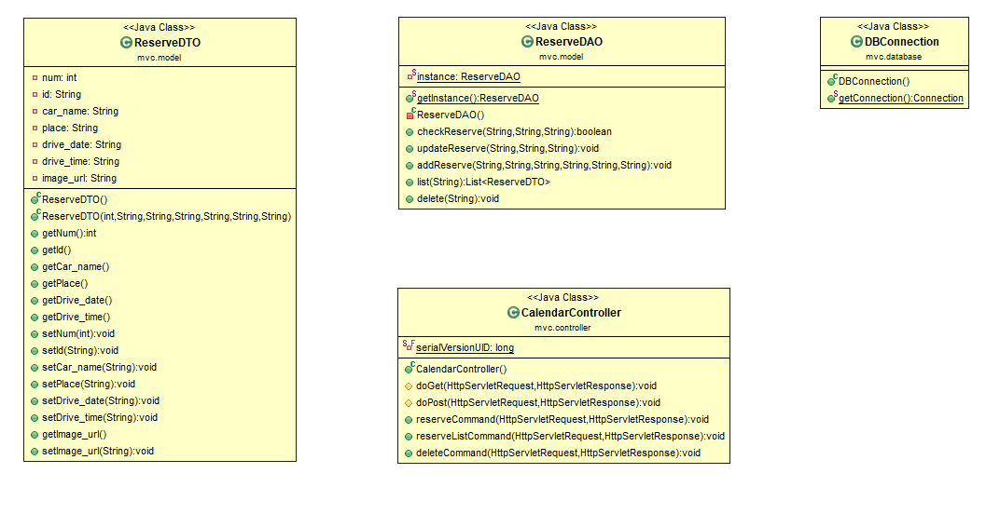 <<Java Class>>
ReserveDTO
mvc.model
num: int
id: String
car_name: String
place: String
drive_date: String
drive_time: String
image_url: String
ReserveDTO()
ReserveDTO(int,String,String,String,String,String,String)
getNum():int
getId()
getCar_name()
getPlace()
getDrive_date()
getDrive_time()
setNum(int):void
setId(String):void
setCar_name(String):void
setPlace(String):void
setDrive_date(String):void
setDrive_time(String):void
getImage_url()
setImage_url(String):void
<<Java Class>>
ReserveDAO
mvc.model
instance: ReserveDAO
getInstance():ReserveDAO
ReserveDAO()
checkReserve(String,String,String):boolean
updateReserve(String,String,String):void
addReserve(String,String,String,String,String,String):void
list(String):List<ReserveDTO>
delete(String):void
<<Java Class>>
DBConnection
mvc.database
DBConnection()
getConnection():Connection
<<Java Class>>
CalendarController
mvc.controller
serialVersionUID: long
CalendarController()
doGet(HttpServletRequest,HttpServletResponse):void
doPost(HttpServletRequest,HttpServletResponse):void
reserveCommand(HttpServletRequest,HttpServletResponse):void
reserveListCommand(HttpServletRequest,HttpServletResponse):void
deleteCommand(HttpServletRequest,HttpServletResponse):void